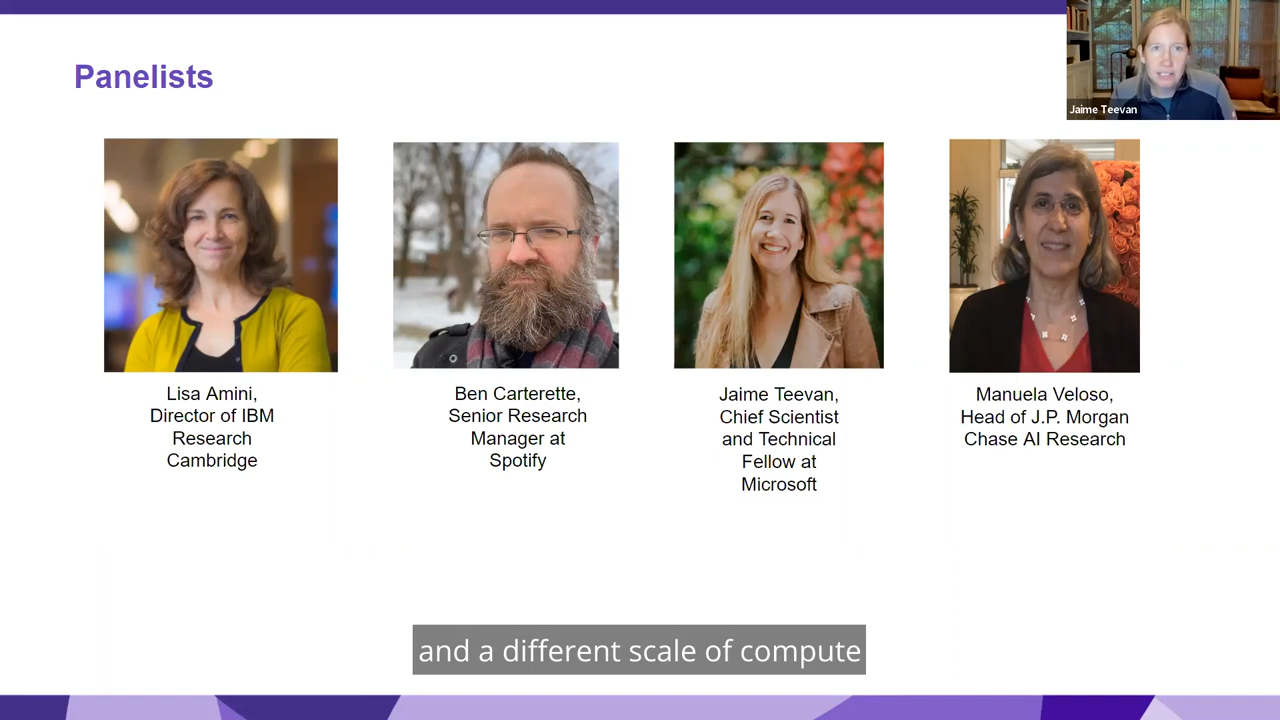 Panelists
Jaime Teevan
Lisa Amini,
Director of IBM
Research
Cambridge
Ben Carterette,
Senior Research
Manager at
Spotify
Jaime Teevan,
Chief Scientist
and Technical
Fellow at
Microsoft
Manuela Veloso,
Head of J.P. Morgan
Chase AI Research
and a different scale of compute